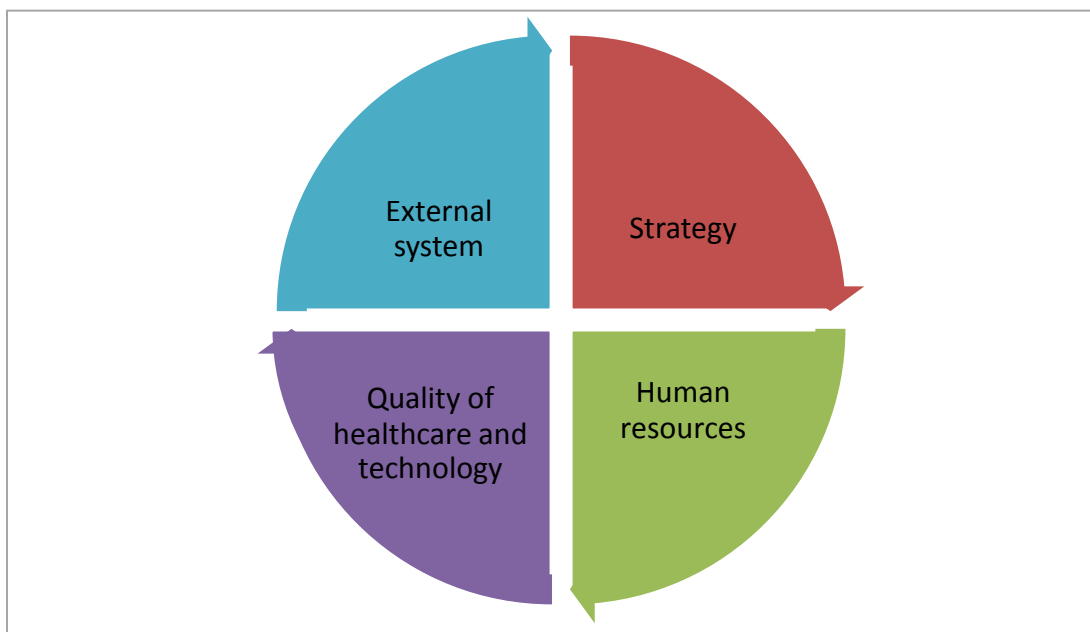 External
system
Strategy
Quality of
healthcare and
technology
Human
resources